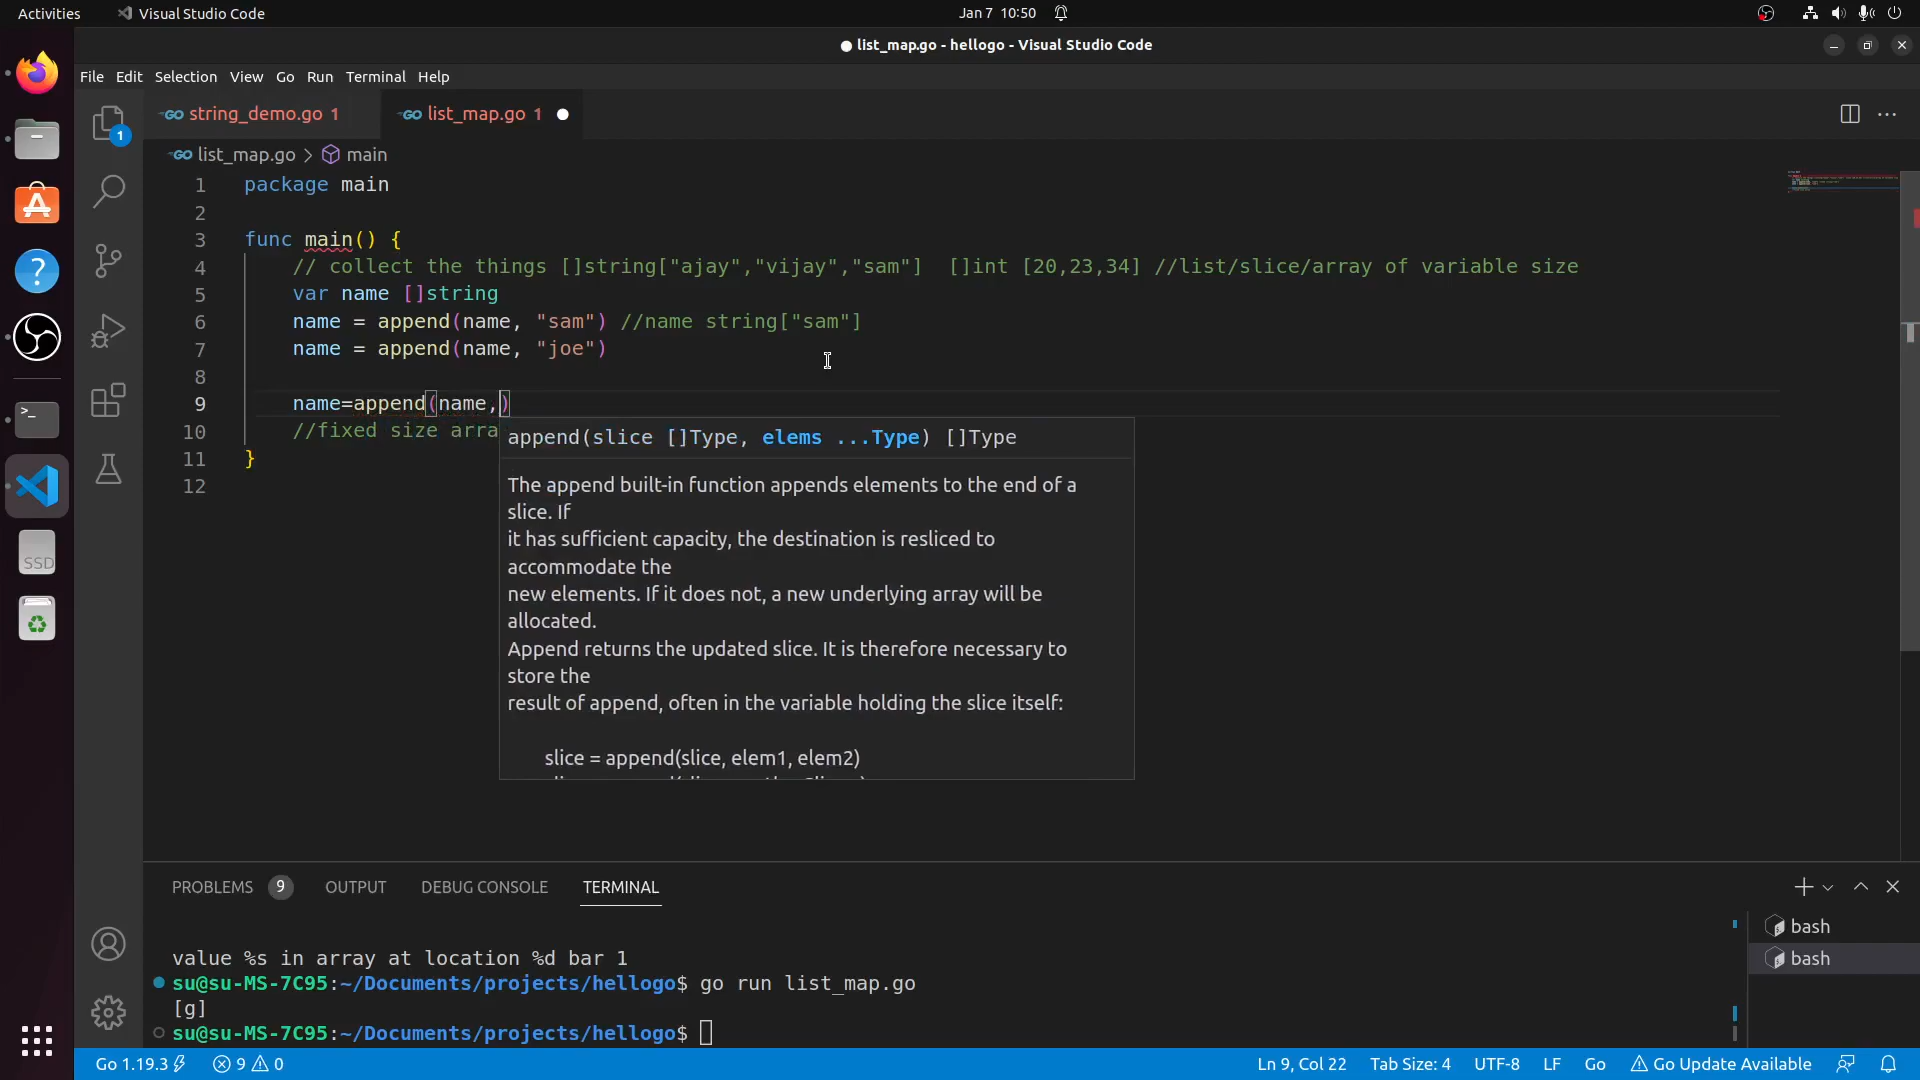 Activities
Visual Studio Code
Jan 7 10:50
list_map.go - hellogo - Visual Studio Code
File Edit Selection View Go Run Terminal Help
GO string_demo.go 1
GO list_map.go 1
GO list_map.go > main
1 package main
2
3 func main() {
4 // collect the things []string["ajay","vijay","sam"] []int [20,23,34] //list/slice/array of variable size
5 var name []string
6 name = append(name, "sam") //name string["sam"]
7 name = append(name, "joe")
8
9 name=append(name,)
10 //fixed size arra
11 }
12
append(slice []Type, elems ...Type) []Type
The append built-in function appends elements to the end of a
slice. If
it has sufficient capacity, the destination is resliced to
accommodate the
new elements. If it does not, a new underlying array will be
allocated.
Append returns the updated slice. It is therefore necessary to
store the
result of append, often in the variable holding the slice itself:
slice = append(slice, elem1, elem2)
1
?
>_
SSD
PROBLEMS 9 OUTPUT DEBUG CONSOLE TERMINAL
value %s in array at location %d bar 1
su@su-MS-7C95:~/Documents/projects/hellogo$ go run list_map.go
[g]
su@su-MS-7C95:~/Documents/projects/hellogo$
bash
bash
Go 1.19.3 9 0
Ln 9, Col 22 Tab Size: 4 UTF-8 LF Go Go Update Available